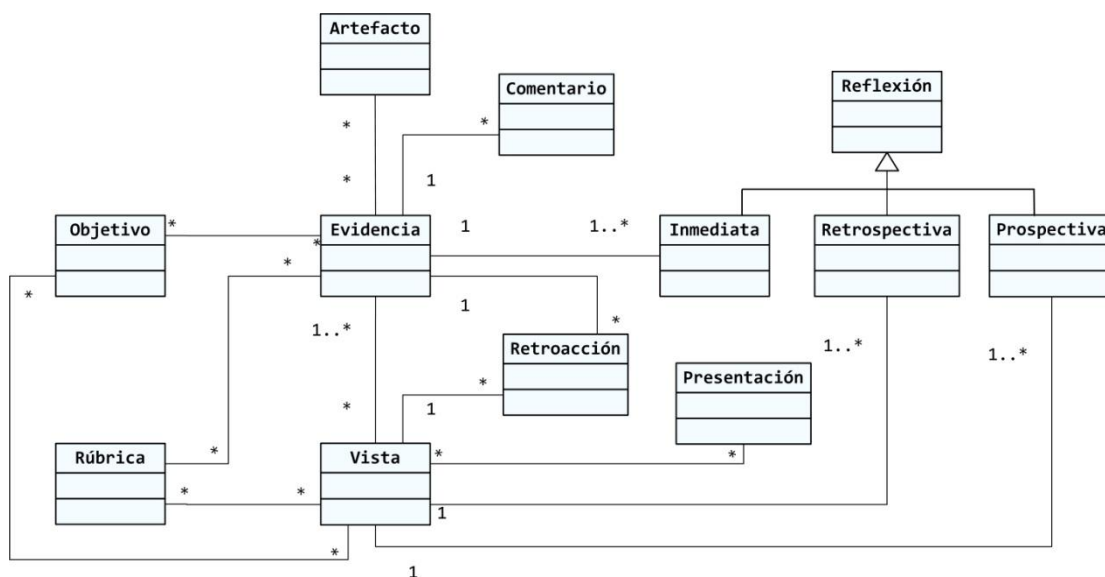 Artefacto
Comentario
Reflexión
*
*
*
1
Objetivo
*
Evidencia
*
1
1..*
Inmediata
Retrospectiva
Prospectiva
*
*
1
1..*
*
Retroacción
1..*
1..*
Presentación
*
*
1
Rúbrica
*
Vista
*
*
*
*
1
*
1